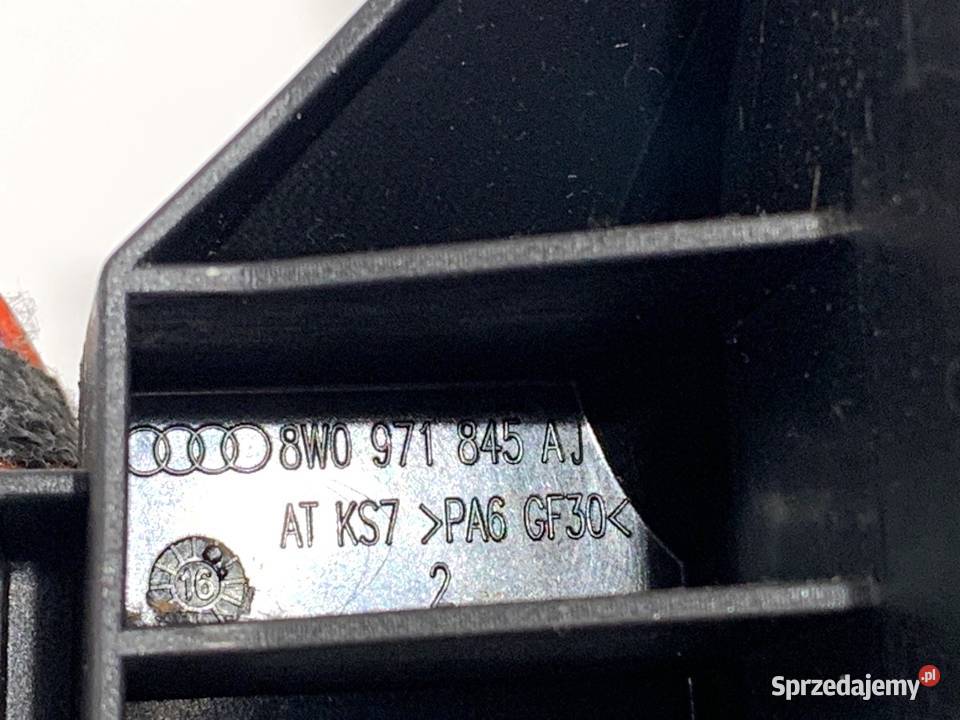 8W0 971 845 AJ
AT KS7 >PA6 GF30<
16
2
Sprzedajemy.pl